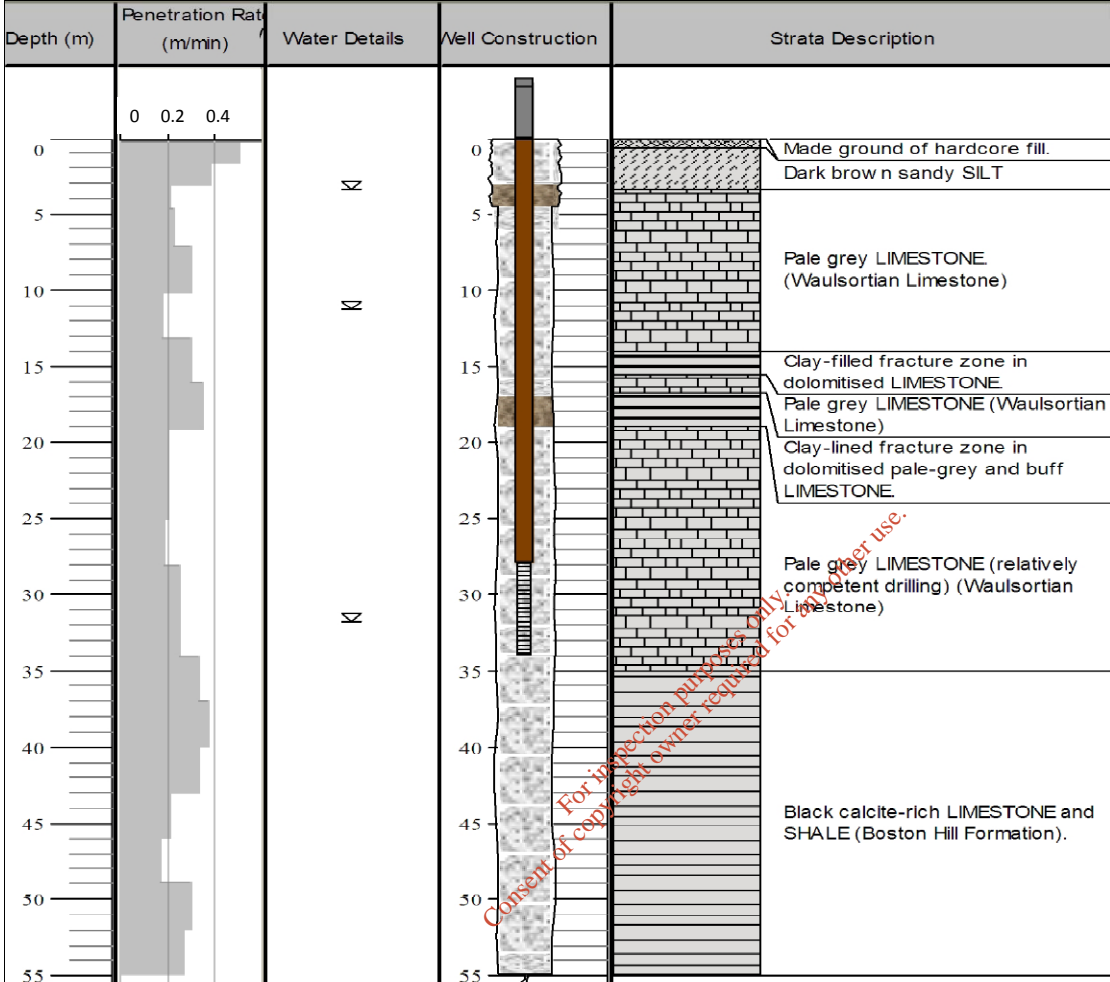 Depth (m)
Penetration Rate
(m/min)
Water Details
Well Construction
Strata Description
0 0.2 0.4
0
5
10
15
20
25
30
35
40
45
50
55
0
5
10
15
20
25
30
35
40
45
50
55
Made ground of hardcore fill.
Dark brown sandy SILT
Pale grey LIMESTONE.
(Waulsortian Limestone)
Clay-filled fracture zone in
dolomitised LIMESTONE.
Pale grey LIMESTONE (Waulsortian
Limestone)
Clay-lined fracture zone in
dolomitised pale-grey and buff
LIMESTONE.
Pale grey LIMESTONE (relatively
competent drilling) (Waulsortian
Limestone)
Black calcite-rich LIMESTONE and
SHALE (Boston Hill Formation).
For inspection purposes only.
Consent of copyright owner required for any other use.